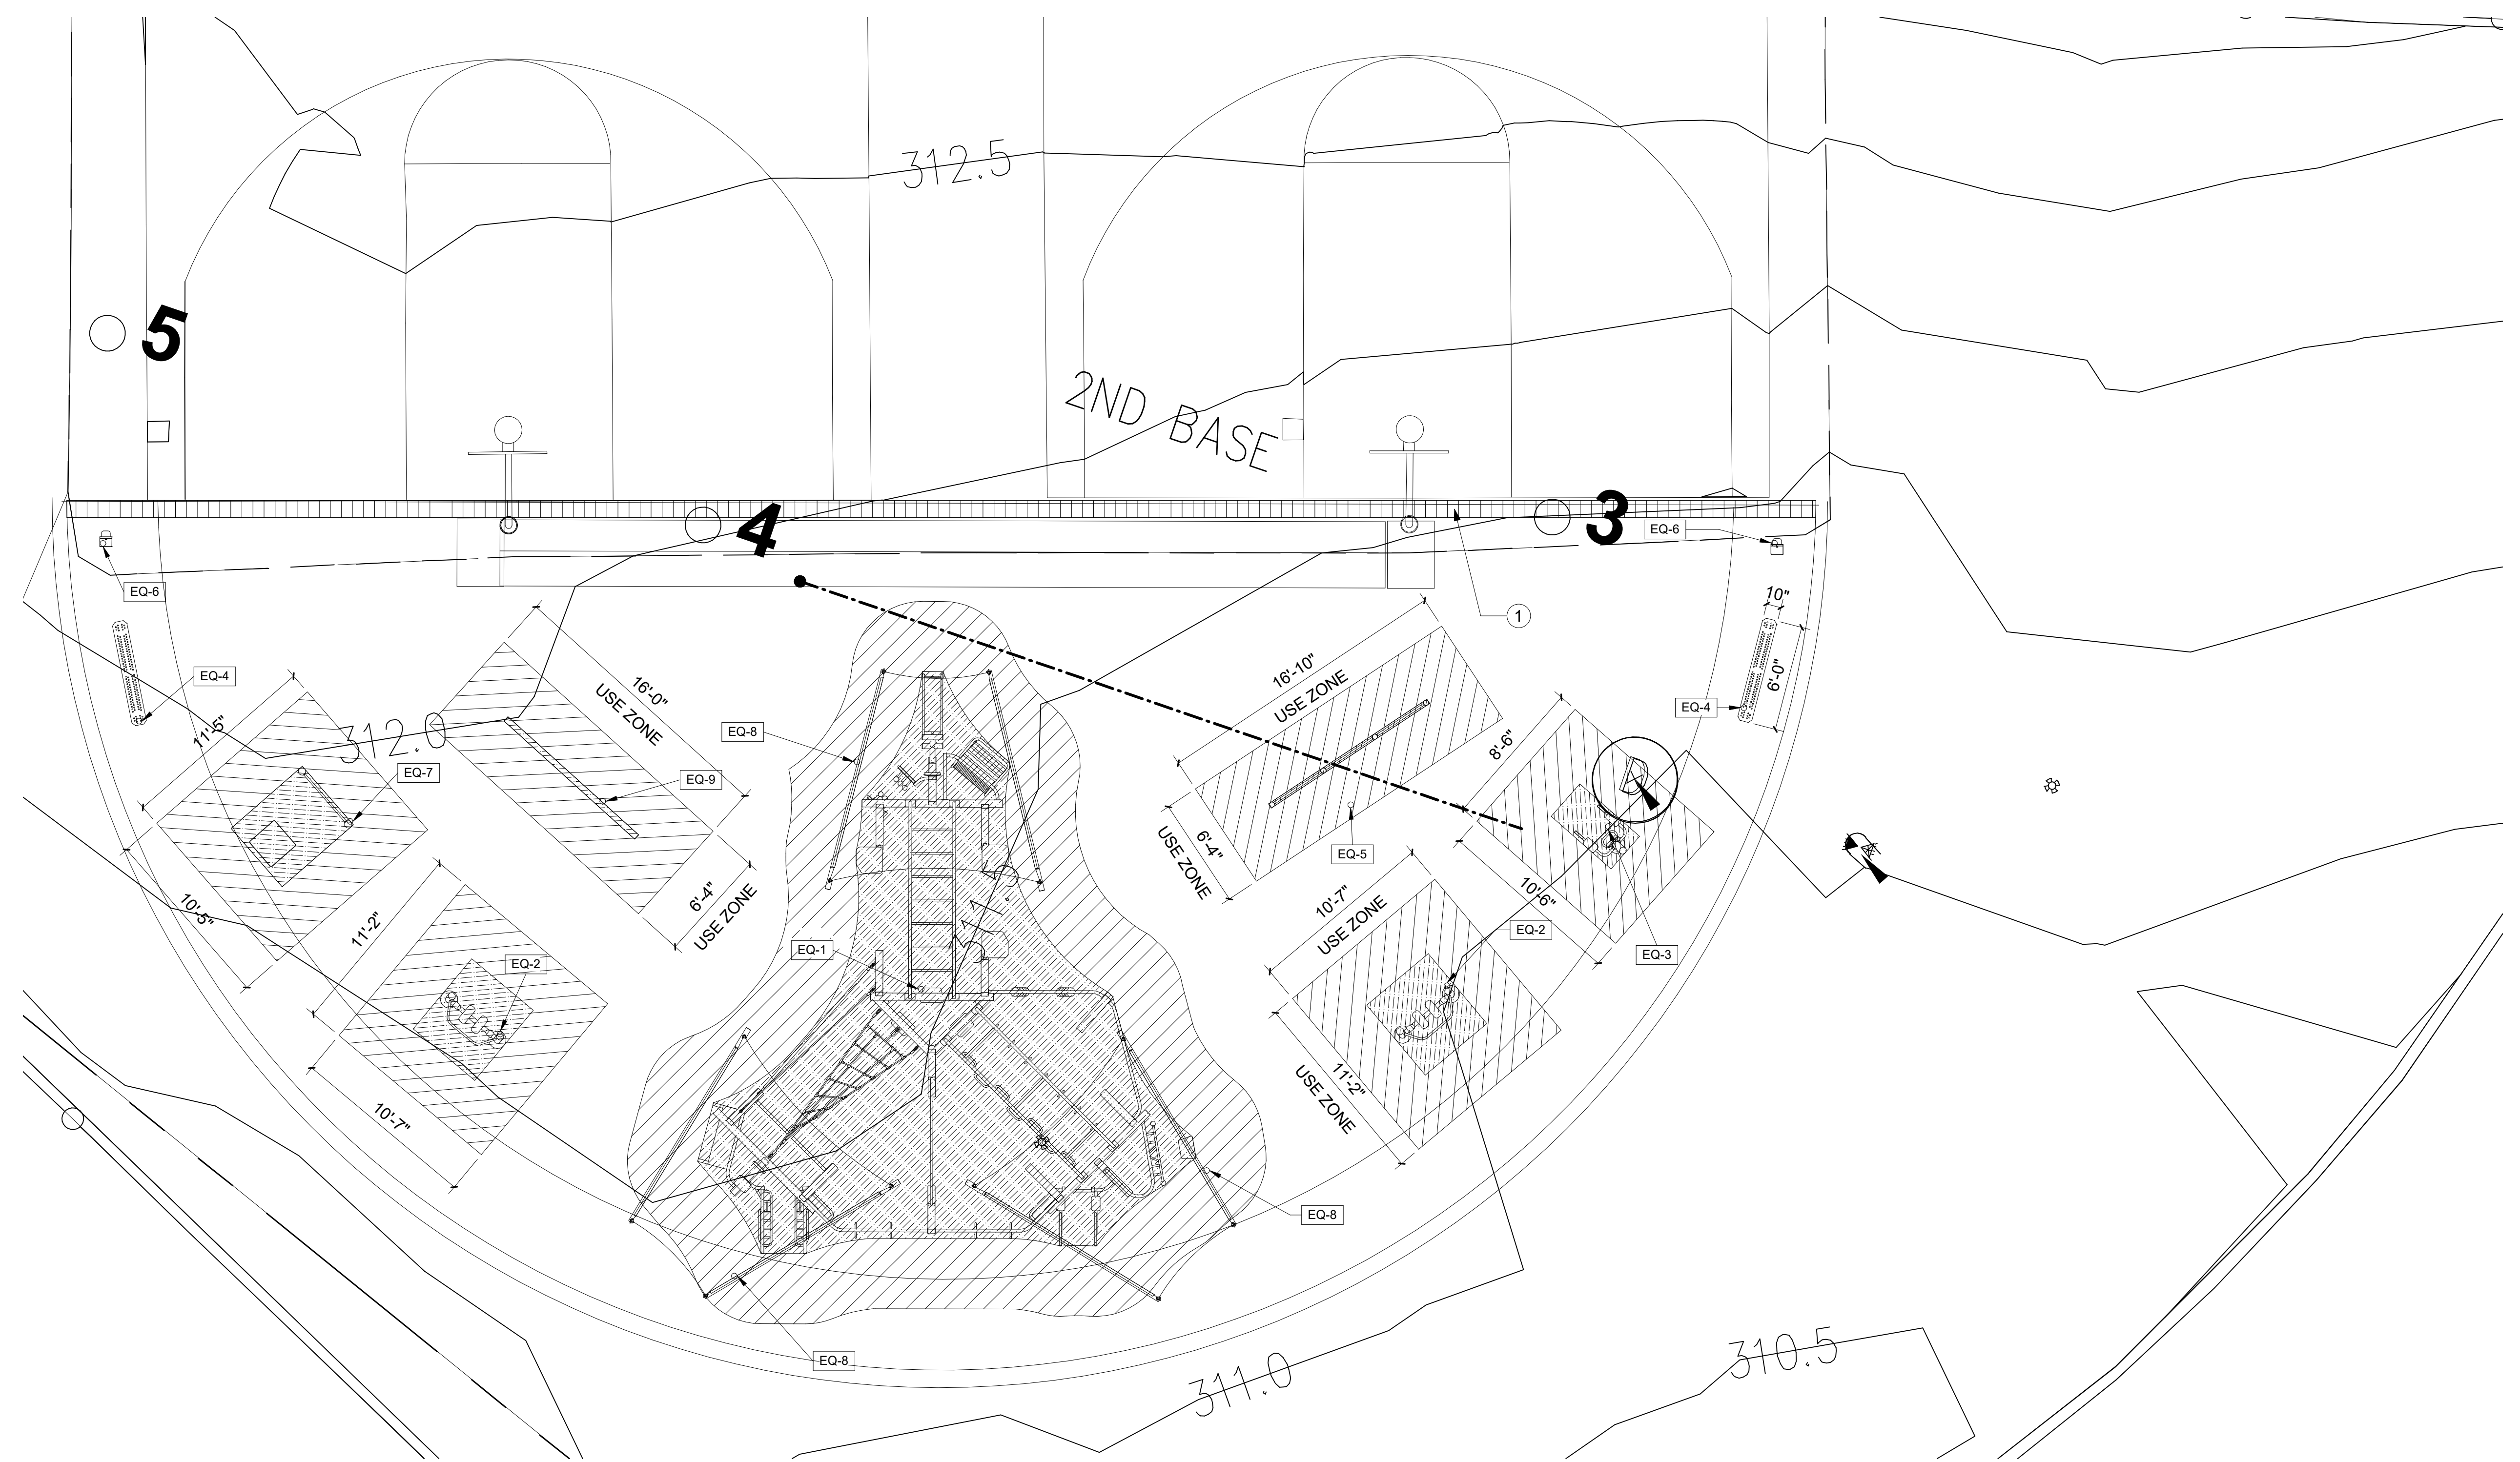 312.5
5
2ND BASE
4
3
EQ-6
EQ-6
1
10"
6'-0"
EQ-4
EQ-4
16'-0"
USE ZONE
16'-10"
USE ZONE
11'-5"
312.0
EQ-7
EQ-8
EQ-9
8'-6"
6'-4"
USE ZONE
EQ-5
6'-4"
USE ZONE
10'-5"
11'-2"
10'-7"
USE ZONE
10'-6"
EQ-1
EQ-2
EQ-3
EQ-2
11'-2"
USE ZONE
10'-7"
EQ-8
EQ-8
311.0
310.5